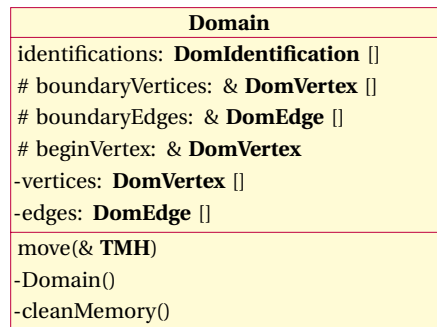 Domain
identifications: DomIdentification []
# boundaryVertices: & DomVertex []
# boundaryEdges: & DomEdge []
# beginVertex: & DomVertex
-vertices: DomVertex []
-edges: DomEdge []
move(& TMH)
-Domain()
-cleanMemory()